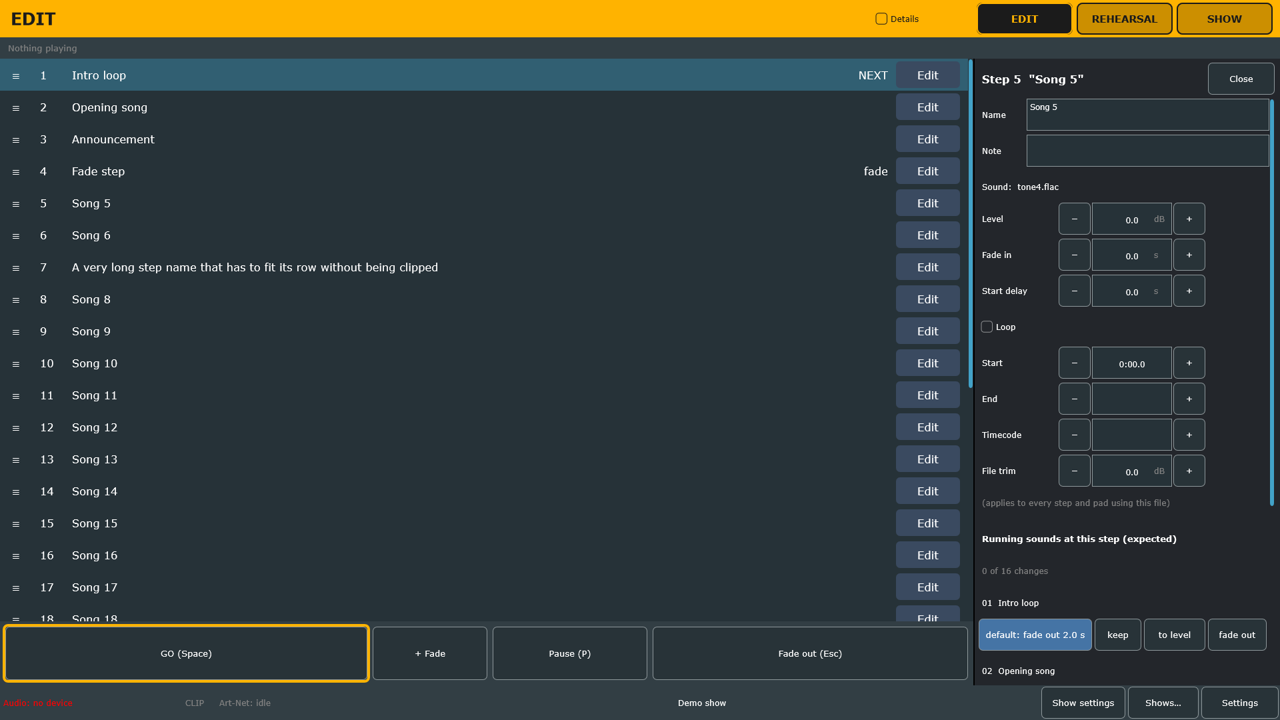 EDIT
Details
EDIT
REHEARSAL
SHOW
Nothing playing
1 Intro loop NEXT Edit
2 Opening song Edit
3 Announcement Edit
4 Fade step fade Edit
5 Song 5 Edit
6 Song 6 Edit
7 A very long step name that has to fit its row without being clipped Edit
8 Song 8 Edit
9 Song 9 Edit
10 Song 10 Edit
11 Song 11 Edit
12 Song 12 Edit
13 Song 13 Edit
14 Song 14 Edit
15 Song 15 Edit
16 Song 16 Edit
17 Song 17 Edit
18 Song 18 Edit
Step 5 "Song 5"
Close
Name Song 5
Note
Sound: tone4.flac
Level − 0.0 dB +
Fade in − 0.0 s +
Start delay − 0.0 s +
Loop
Start − 0:00.0 +
End − +
Timecode − +
File trim − 0.0 dB +
(applies to every step and pad using this file)
Running sounds at this step (expected)
0 of 16 changes
01 Intro loop
default: fade out 2.0 s
keep
to level
fade out
02 Opening song
GO (Space)
+ Fade
Pause (P)
Fade out (Esc)
Audio: no device
CLIP
Art-Net: idle
Demo show
Show settings
Shows...
Settings